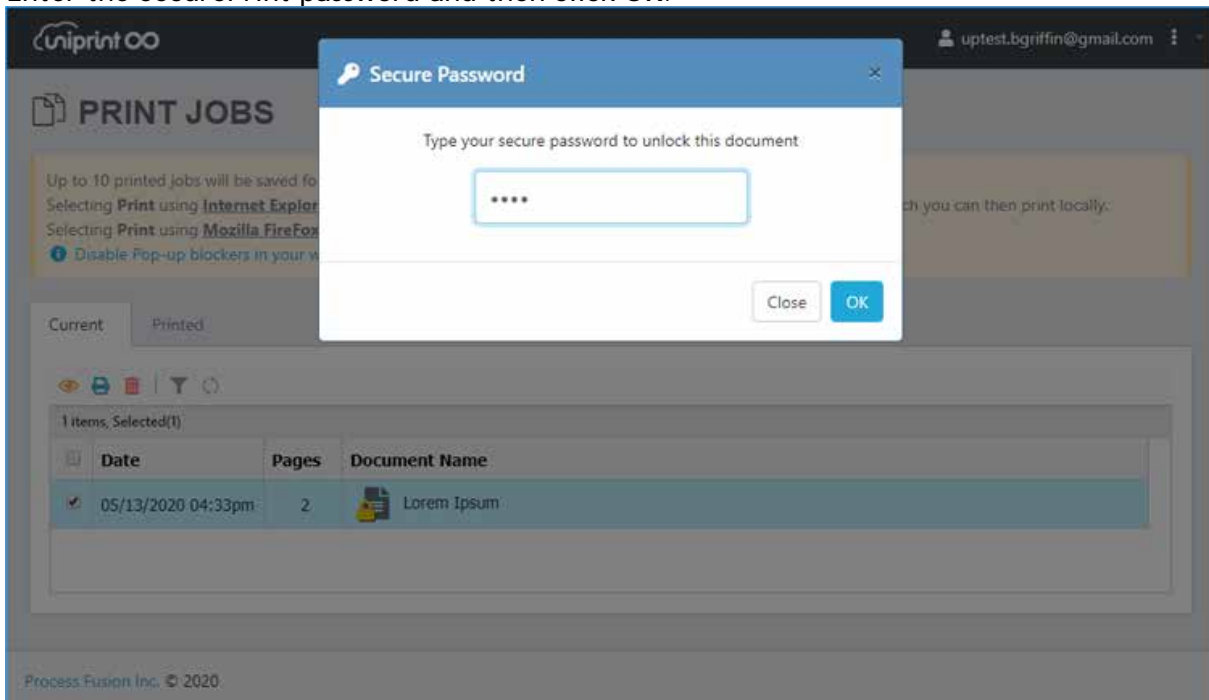 Enter the SecurePrint password and then click OK.
uniprint
uptest.bgriffin@gmail.com
Secure Password
×
PRINT JOBS
Type your secure password to unlock this document
Up to 10 printed jobs will be saved fo
Selecting Print using Internet Explor
ch you can then print locally.
••••
Selecting Print using Mozilla FireFox
Disable Pop-up blockers in your w
Close
OK
Current
Printed
1 items, Selected(1)
Date
Pages
Document Name
05/13/2020 04:33pm
2
Lorem Ipsum
Process Fusion Inc. © 2020